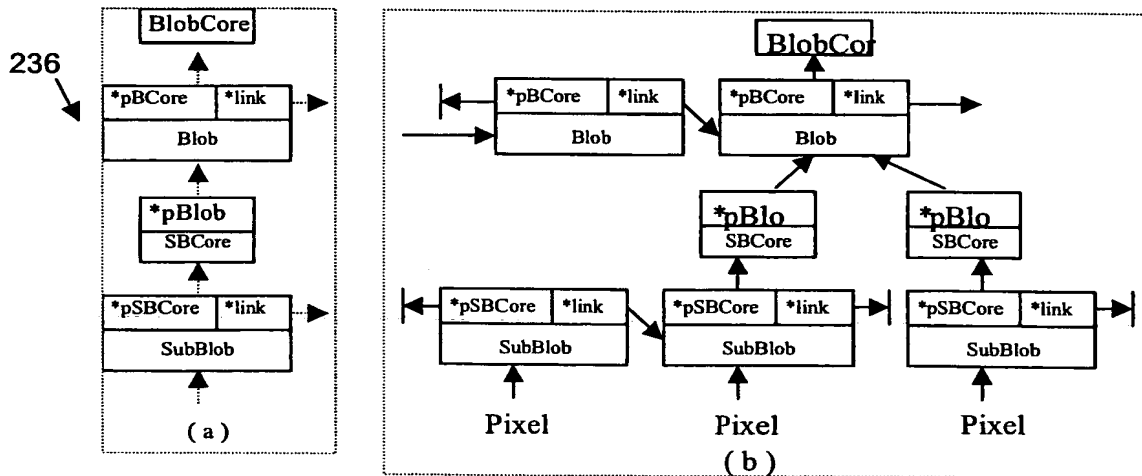 236
BlobCore
*pBCore *link
Blob
*pBlob
SBCore
*pSBCore *link
SubBlob
( a )
BlobCor
*pBCore *link *pBCore *link
Blob Blob
*pBlo *pBlo
SBCore SBCore
*pSBCore *link *pSBCore *link *pSBCore *link
SubBlob SubBlob SubBlob
Pixel Pixel Pixel
( b )